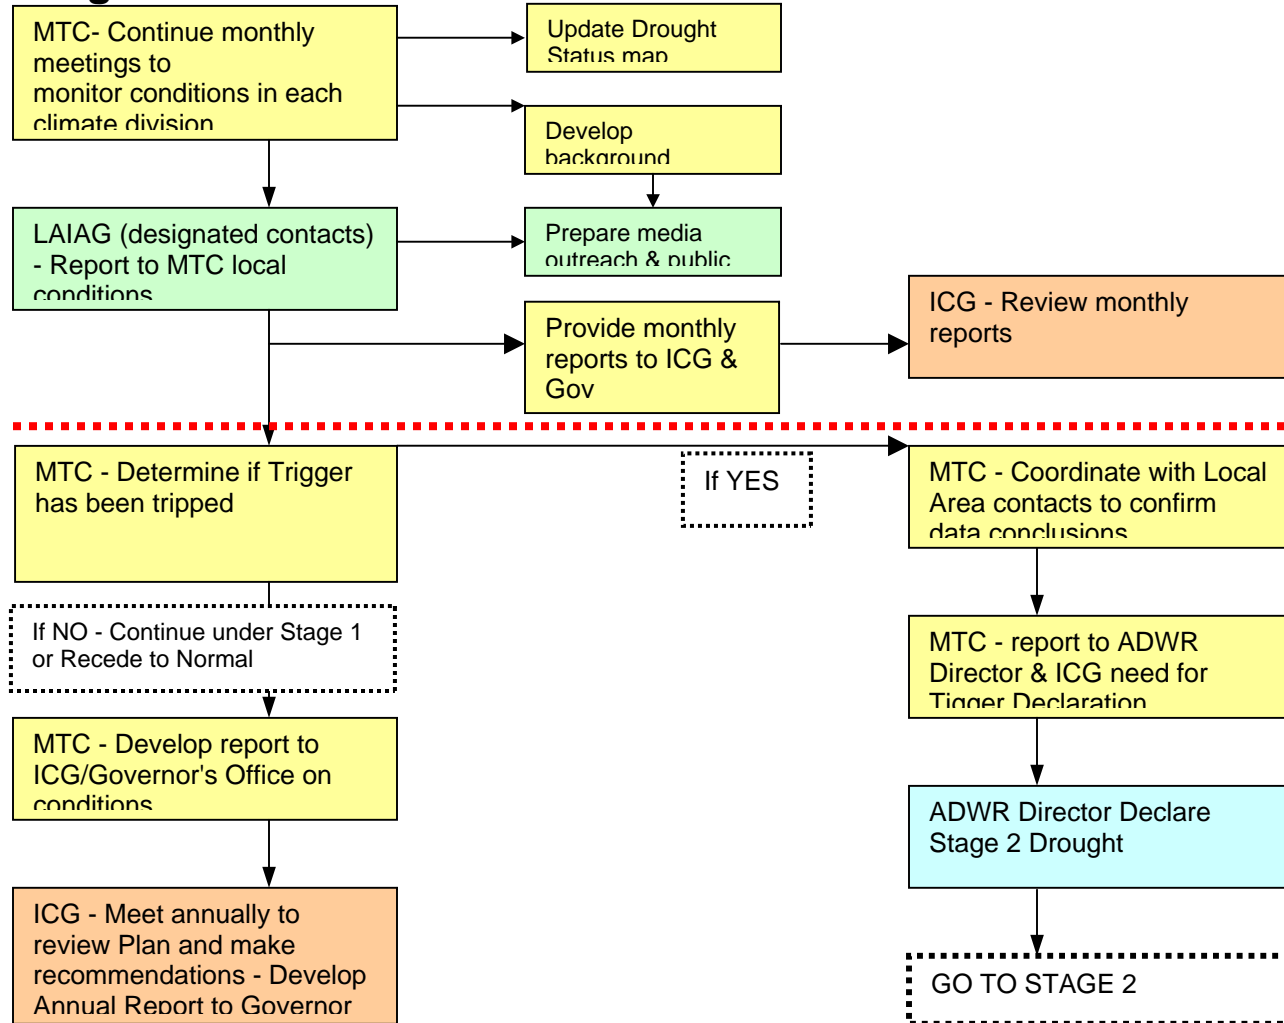 MTC- Continue monthly
meetings to
monitor conditions in each
climate division
Update Drought
Status map
Develop
background
LAIAG (designated contacts)
- Report to MTC local
conditions
Prepare media
outreach & public
Provide monthly
reports to ICG &
Gov
ICG - Review monthly
reports
MTC - Determine if Trigger
has been tripped
If YES
MTC - Coordinate with Local
Area contacts to confirm
data conclusions
If NO - Continue under Stage 1
or Recede to Normal
MTC - report to ADWR
Director & ICG need for
Tigger Declaration
MTC - Develop report to
ICG/Governor's Office on
conditions
ADWR Director Declare
Stage 2 Drought
ICG - Meet annually to
review Plan and make
recommendations - Develop
Annual Report to Governor
GO TO STAGE 2